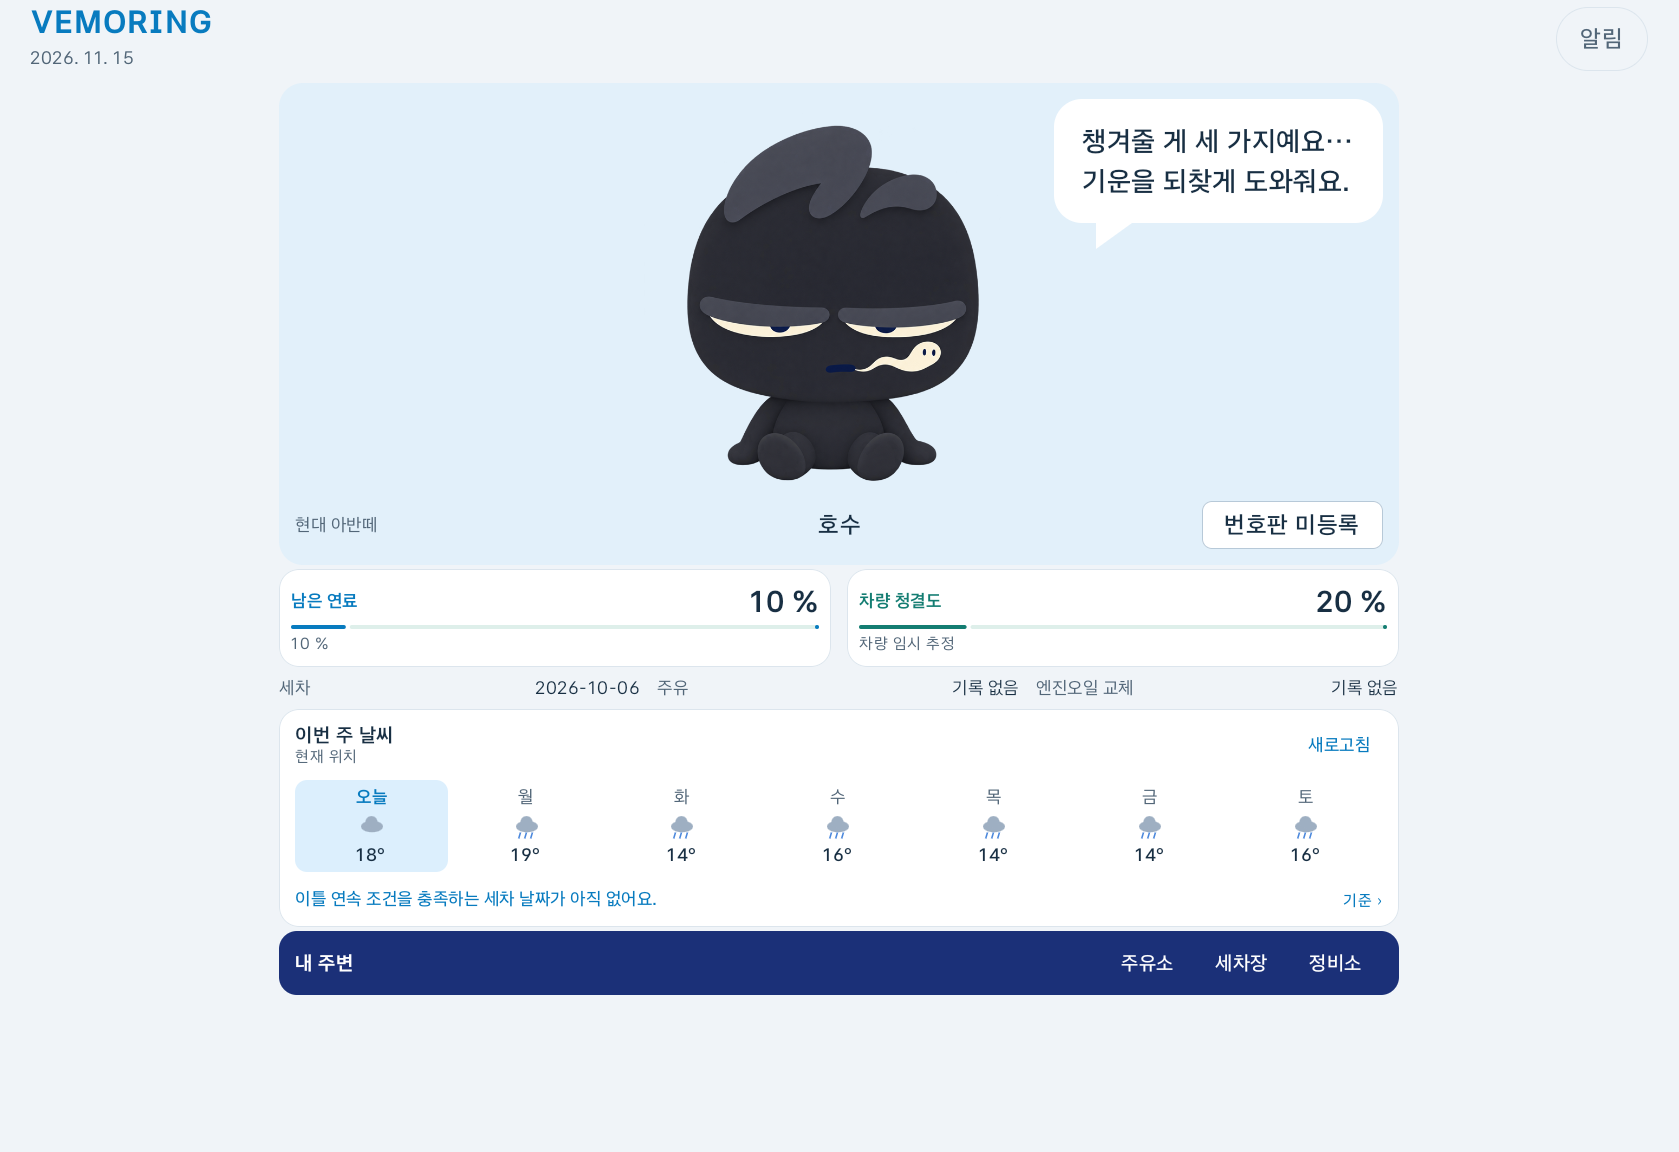 VEMORING
2026. 11. 15
알림
챙겨줄 게 세 가지예요…
기운을 되찾게 도와줘요.
현대 아반떼
호수
번호판 미등록
남은 연료 10 %
10 %
차량 청결도 20 %
차량 임시 추정
세차 2026-10-06 주유 기록 없음 엔진오일 교체 기록 없음
이번 주 날씨
현재 위치
새로고침
오늘 월 화 수 목 금 토
18° 19° 14° 16° 14° 14° 16°
이틀 연속 조건을 충족하는 세차 날짜가 아직 없어요.
기준 ›
내 주변 주유소 세차장 정비소